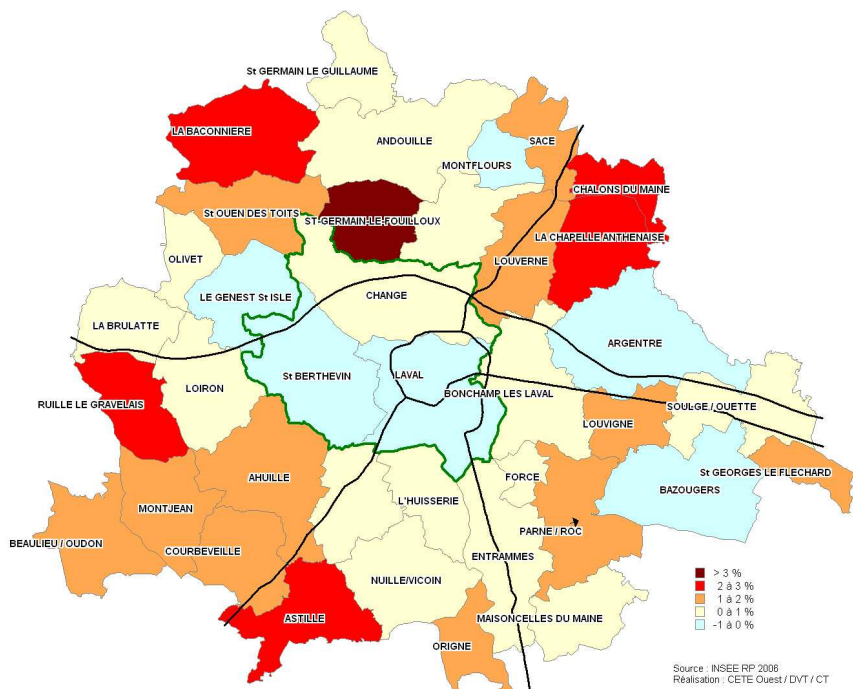 St GERMAIN LE GUILLAUME
LA BACONNIERE
ANDOUILLE
SACE
MONTFLOURS
CHALONS DU MAINE
St OUEN DES TOITS
ST-GERMAIN-LE-FOUILLOUX
LA CHAPELLE ANTHENAISE
OLIVET
LOUVERNE
LE GENEST St ISLE
CHANGE
LA BRULATTE
ARGENTRE
St BERTHEVIN
LAVAL
LOIRON
BONCHAMP LES LAVAL
RUILLE LE GRAVELAIS
SOULGE / OUETTE
LOUVIGNE
St GEORGES LE FLECHARD
AHUILLE
FORCE
BAZOUGERS
L'HUISSERIE
MONTJEAN
PARNE / ROC
BEAULIEU / OUDON
COURBEVEILLE
ENTRAMMES
NUILLE/VICOIN
> 3 %
2 à 3 %
1 à 2 %
0 à 1 %
-1 à 0 %
ASTILLE
MAISONCELLES DU MAINE
ORIGNE
Source : INSEE RP 2006
Réalisation : CETE Ouest / DVT / CT